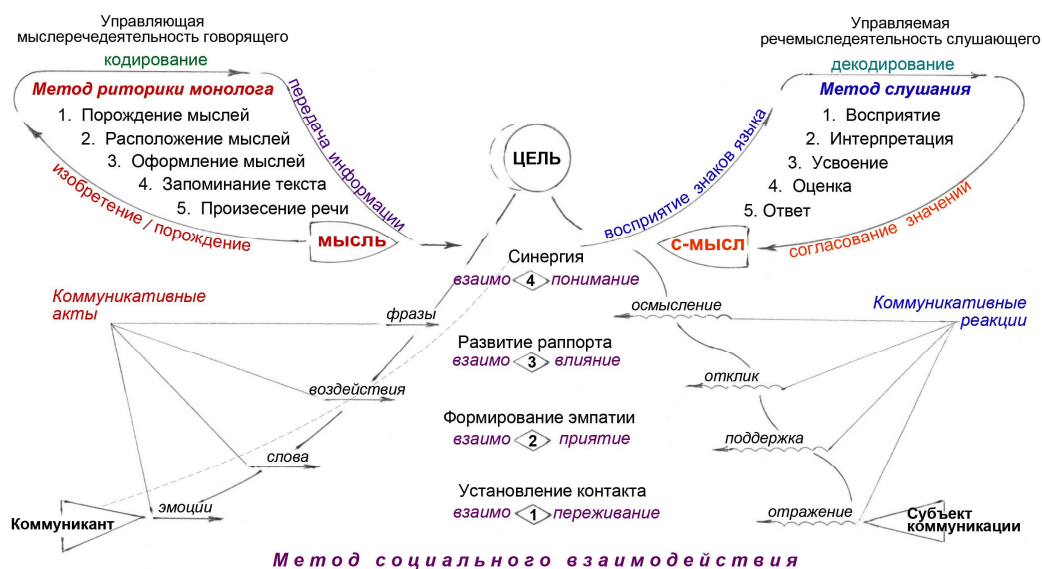 Управляющая
мыслеречедеятельность говорящего
кодирование
Метод риторики монолога
1. Порождение мыслей
2. Расположение мыслей
3. Оформление мыслей
4. Запоминание текста
5. Произесение речи
изобретение / порождение
мысль
передача информации
ЦЕЛЬ
Управляемая
речемыследеятельность слушающего
декодирование
Метод слушания
1. Восприятие
2. Интерпретация
3. Усвоение
4. Оценка
5. Ответ
восприятие знаков языка
с-мысл
согласование значений
Синергия
взаимо 4 понимание
Развитие раппорта
взаимо 3 влияние
Формирование эмпатии
взаимо 2 приятие
Установление контакта
взаимо 1 переживание
Коммуникативные
акты
фразы
воздействия
слова
эмоции
Коммуникант
Коммуникативные
реакции
осмысление
отклик
поддержка
отражение
Субъект
коммуникации
Метод социального взаимодействия